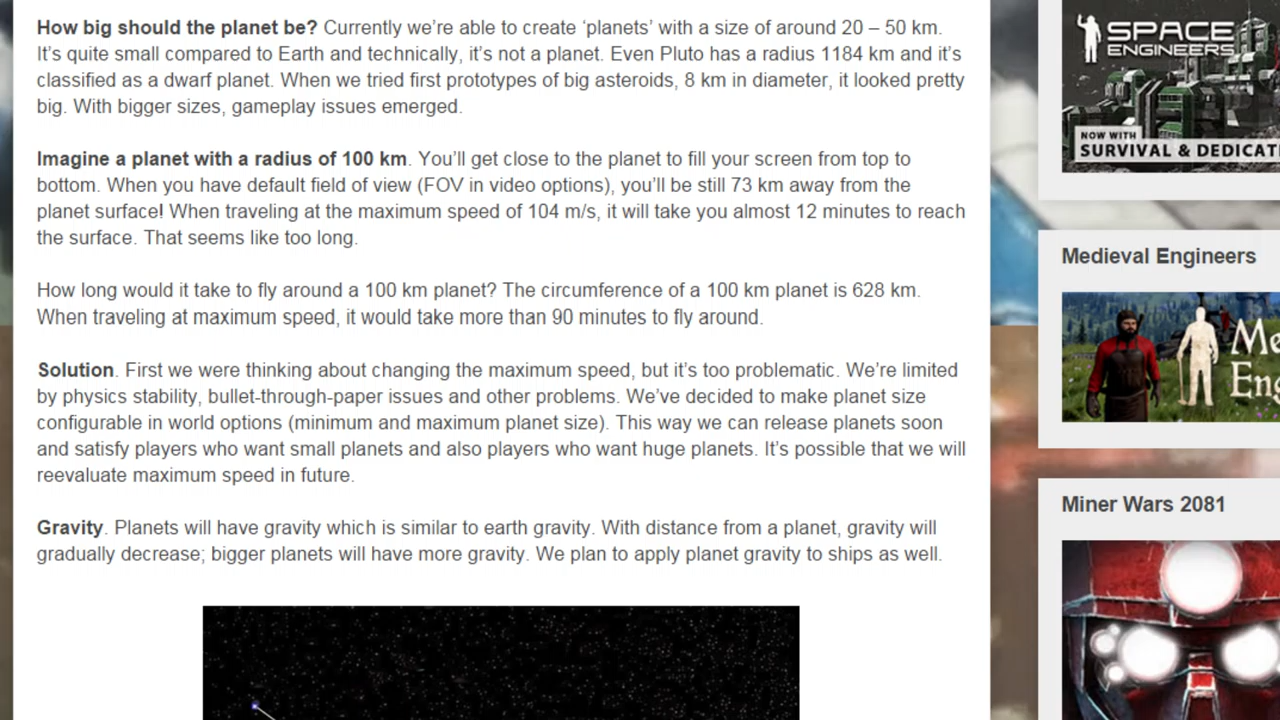 How big should the planet be? Currently we’re able to create ‘planets’ with a size of around 20 – 50 km.
It’s quite small compared to Earth and technically, it’s not a planet. Even Pluto has a radius 1184 km and it’s
classified as a dwarf planet. When we tried first prototypes of big asteroids, 8 km in diameter, it looked pretty
big. With bigger sizes, gameplay issues emerged.
Imagine a planet with a radius of 100 km. You’ll get close to the planet to fill your screen from top to
bottom. When you have default field of view (FOV in video options), you’ll be still 73 km away from the
planet surface! When traveling at the maximum speed of 104 m/s, it will take you almost 12 minutes to reach
the surface. That seems like too long.
How long would it take to fly around a 100 km planet? The circumference of a 100 km planet is 628 km.
When traveling at maximum speed, it would take more than 90 minutes to fly around.
Solution. First we were thinking about changing the maximum speed, but it’s too problematic. We’re limited
by physics stability, bullet-through-paper issues and other problems. We’ve decided to make planet size
configurable in world options (minimum and maximum planet size). This way we can release planets soon
and satisfy players who want small planets and also players who want huge planets. It’s possible that we will
reevaluate maximum speed in future.
Gravity. Planets will have gravity which is similar to earth gravity. With distance from a planet, gravity will
gradually decrease; bigger planets will have more gravity. We plan to apply planet gravity to ships as well.
SPACE
ENGINEERS
NOW WITH
SURVIVAL & DEDICATI
Medieval Engineers
Me
Eng
Miner Wars 2081